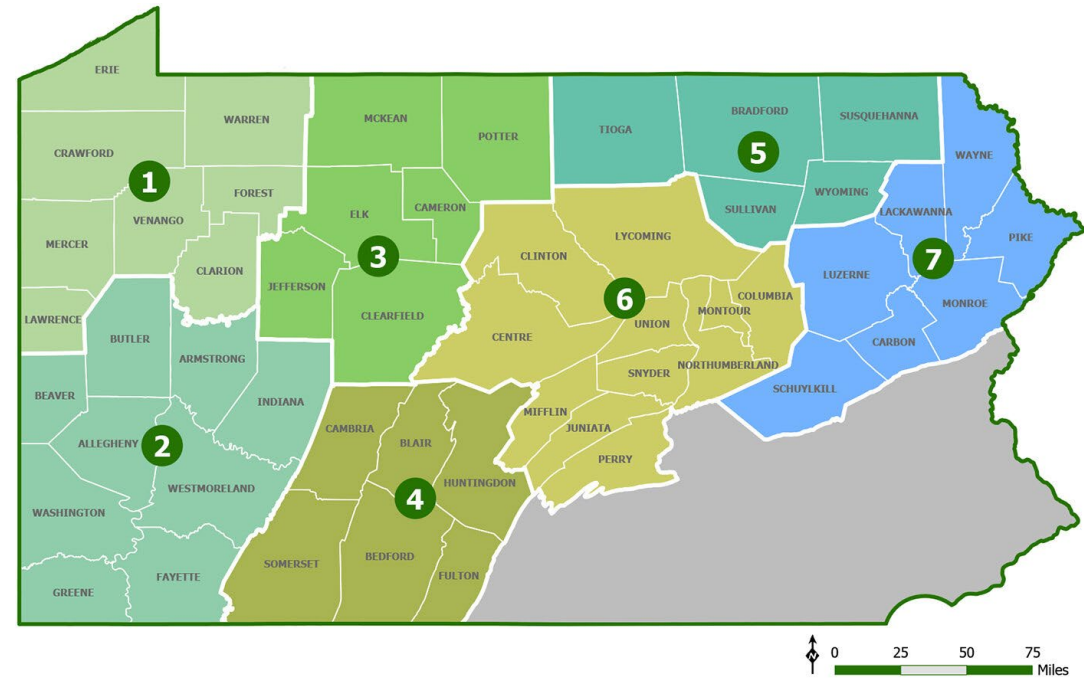 ERIE
WARREN
CRAWFORD
1
FOREST
VENANGO
MERCER
CLARION
LAWRENCE
BUTLER
ARMSTRONG
BEAVER
INDIANA
ALLEGHENY
2
WESTMORELAND
WASHINGTON
FAYETTE
GREENE
MCKEAN
POTTER
ELK
CAMERON
3
JEFFERSON
CLEARFIELD
CAMBRIA
BLAIR
HUNTINGDON
4
SOMERSET
BEDFORD
FULTON
TIOGA
BRADFORD
SUSQUEHANNA
5
SULLIVAN
WYOMING
LYCOMING
CLINTON
6
COLUMBIA
MONTOUR
UNION
CENTRE
SNYDER
NORTHUMBERLAND
MIFFLIN
JUNIATA
PERRY
WAYNE
LACKAWANNA
PIKE
7
LUZERNE
MONROE
CARBON
SCHUYLKILL
N
0 25 50 75
Miles